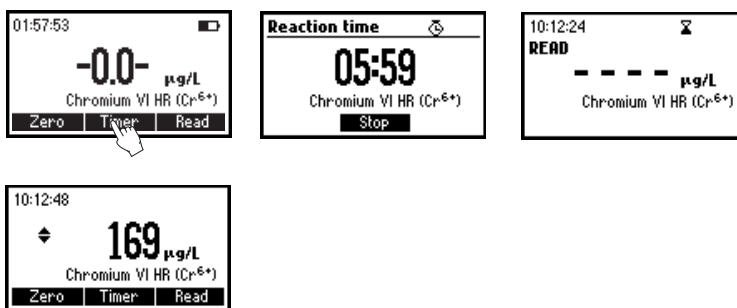 01:57:53
-0.0- µg/L
Chromium VI HR (Cr⁶⁺)
Zero Timer Read
Reaction time
05:59
Chromium VI HR (Cr⁶⁺)
Stop
10:12:24
READ
---- µg/L
Chromium VI HR (Cr⁶⁺)
10:12:48
169 µg/L
Chromium VI HR (Cr⁶⁺)
Zero Timer Read